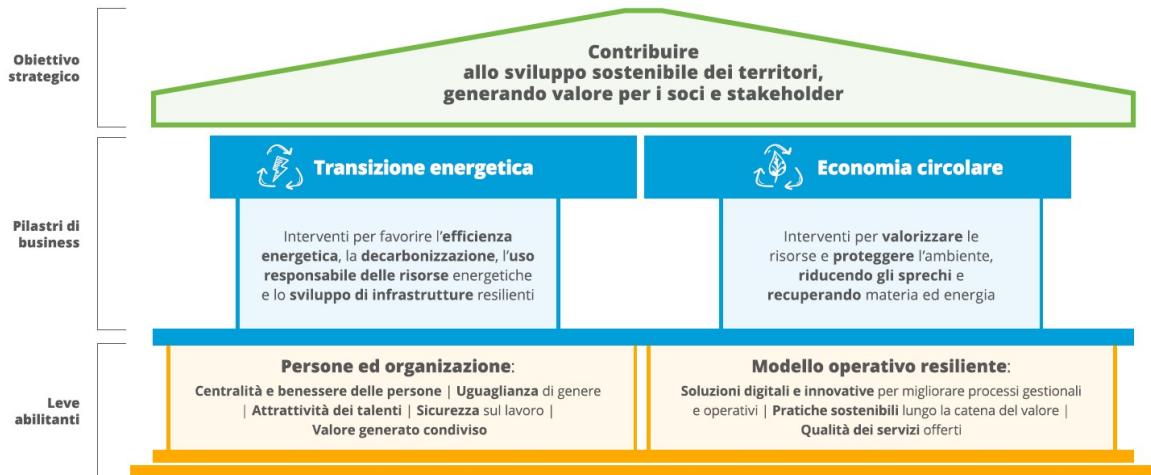 Obiettivo
strategico
Contribuire
allo sviluppo sostenibile dei territori,
generando valore per i soci e stakeholder
Pilastri di
business
Transizione energetica
Interventi per favorire l'efficienza
energetica, la decarbonizzazione, l'uso
responsabile delle risorse energetiche
e lo sviluppo di infrastrutture resilienti
Economia circolare
Interventi per valorizzare le
risorse e proteggere l'ambiente,
riducendo gli sprechi e
recuperando materia ed energia
Leve
abilitanti
Persone ed organizzazione:
Centralità e benessere delle persone | Uguaglianza di genere
| Attrattività dei talenti | Sicurezza sul lavoro |
Valore generato condiviso
Modello operativo resiliente:
Soluzioni digitali e innovative per migliorare processi gestionali
e operativi | Pratiche sostenibili lungo la catena del valore |
Qualità dei servizi offerti